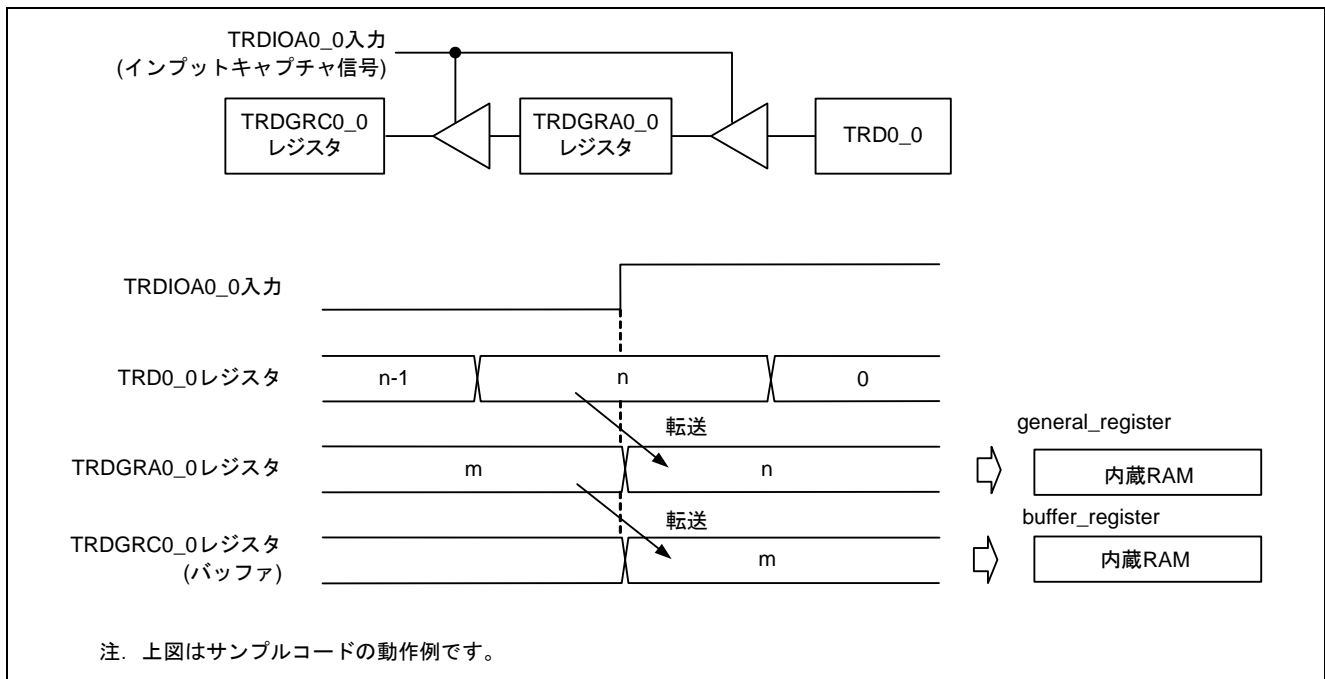 TRDIOA0_0入力
(インプットキャプチャ信号)
TRDGRC0_0
レジスタ
TRDGRA0_0
レジスタ
TRD0_0
TRDIOA0_0入力
TRD0_0レジスタ
n-1
n
0
転送
general_register
TRDGRA0_0レジスタ
m
n
内蔵RAM
転送
buffer_register
TRDGRC0_0レジスタ
(バッファ)
m
内蔵RAM
注. 上図はサンプルコードの動作例です。